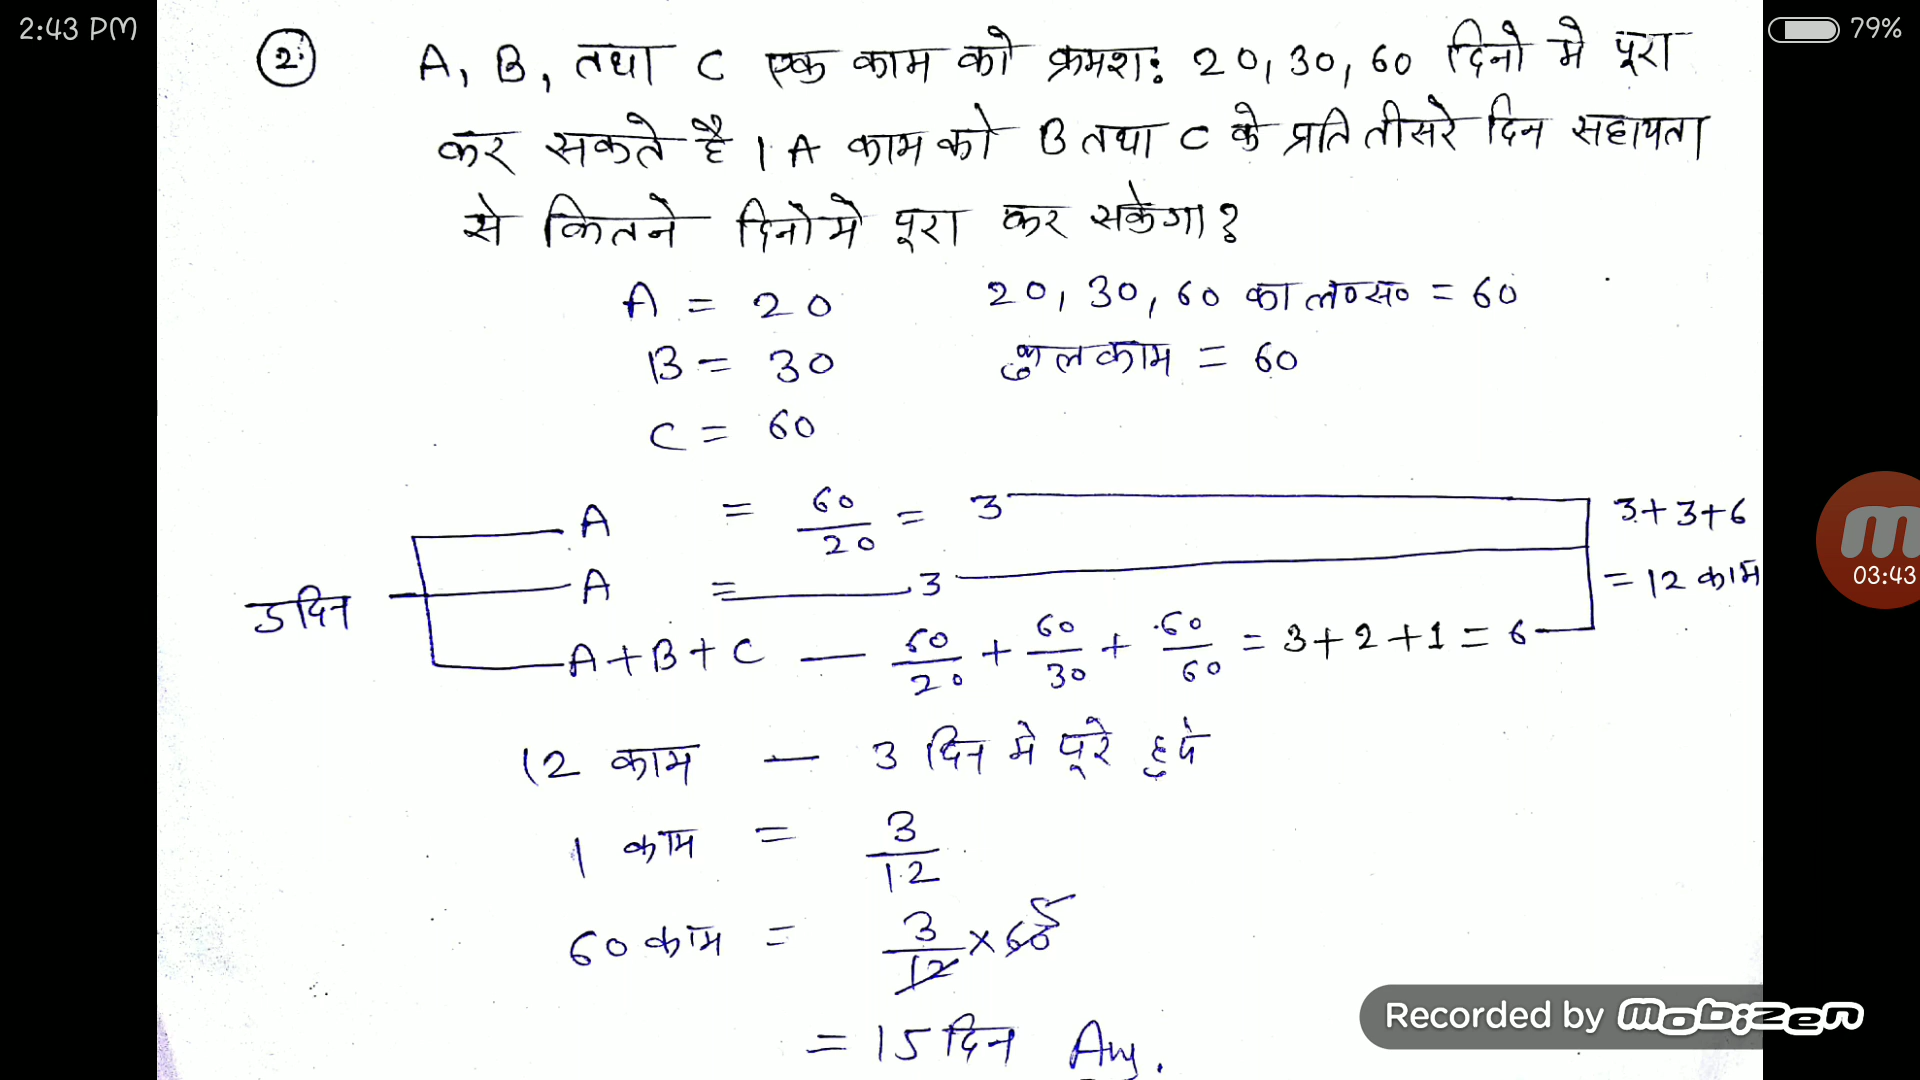 2:43 PM
79%
2. A, B, तथा C एक काम को क्रमशः 20, 30, 60 दिनो मे पूरा
कर सकते है । A काम को B तथा C के प्रति तीसरे दिन सहायता
से कितने दिनो मे पूरा कर सकेगा ?
A = 20 20, 30, 60 का ल०स० = 60
B = 30 कुल काम = 60
C = 60
A = 60/20 = 3 3+3+6
3 दिन A = 3 = 12 काम
A+B+C — 60/20 + 60/30 + 60/60 = 3+2+1 = 6
12 काम — 3 दिन मे पूरे हुये
1 काम = 3/12
60 काम = 3/12 × 60 5
= 15 दिन Ans.
03:43
Recorded by mobizen